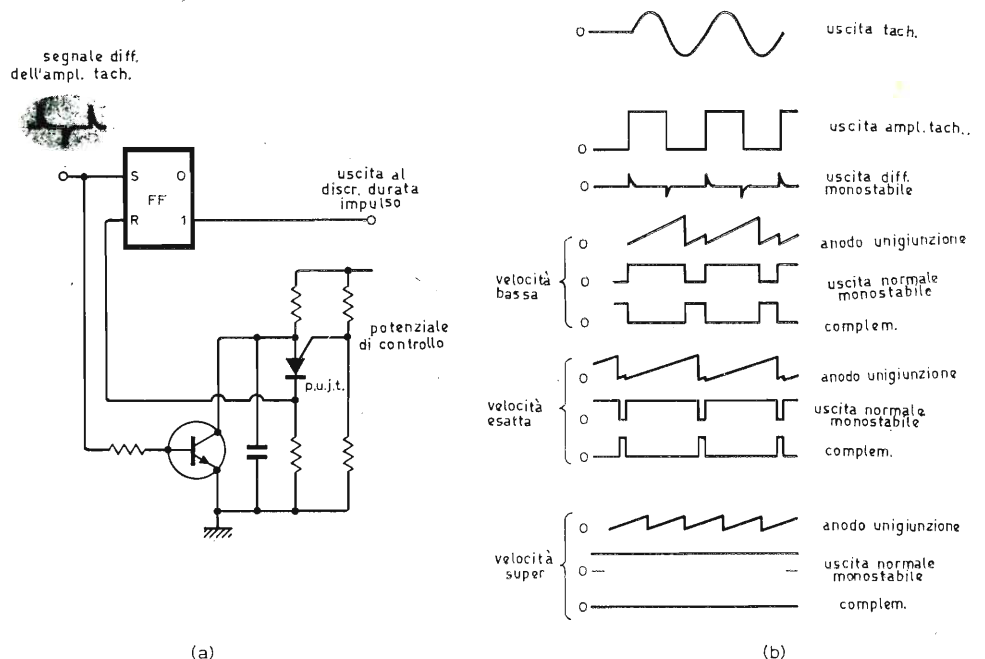 segnale diff.
dell'ampl. tach.
S
O
FF
R
1
uscita al
discr. durata
impulso
potenziale
di controllo
p.u.j.t.
(a)
O
uscita tach.
O
uscita ampl. tach..
O
uscita diff.
monostabile
velocità
bassa
O
anodo unigiunzione
O
uscita normale
monostabile
O
complem.
velocità
esatta
O
anodo unigiunzione
O
uscita normale
monostabile
O
complem.
velocità
super
O
anodo unigiunzione
O
uscita normale
monostabile
O
complem.
(b)